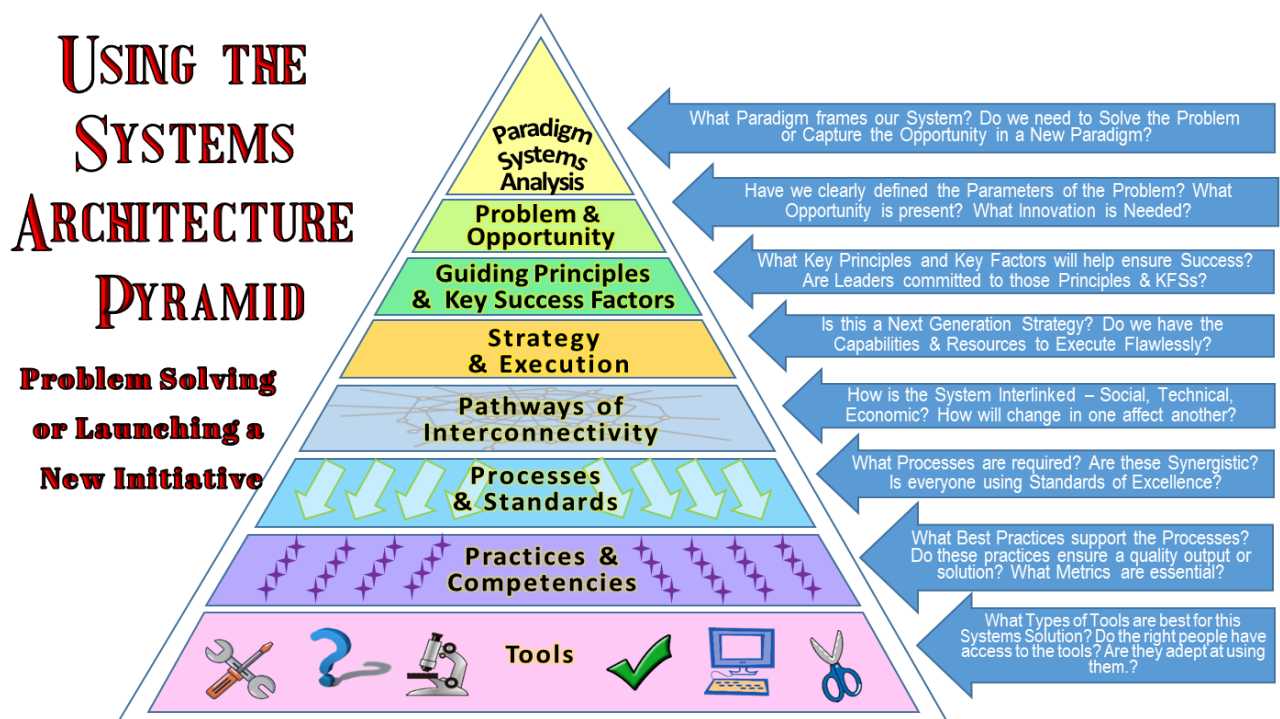 Using the
Systems
Architecture
Pyramid
Problem Solving
or Launching a
New Initiative
Paradigm
Systems
Analysis
What Paradigm frames our System? Do we need to Solve the Problem
or Capture the Opportunity in a New Paradigm?
Problem &
Opportunity
Have we clearly defined the Parameters of the Problem? What
Opportunity is present? What Innovation is Needed?
Guiding Principles
& Key Success Factors
What Key Principles and Key Factors will help ensure Success?
Are Leaders committed to those Principles & KFSs?
Strategy
& Execution
Is this a Next Generation Strategy? Do we have the
Capabilities & Resources to Execute Flawlessly?
Pathways of
Interconnectivity
How is the System Interlinked – Social, Technical,
Economic? How will change in one affect another?
Processes
& Standards
What Processes are required? Are these Synergistic?
Is everyone using Standards of Excellence?
Practices &
Competencies
What Best Practices support the Processes?
Do these practices ensure a quality output or
solution? What Metrics are essential?
Tools
What Types of Tools are best for this
Systems Solution? Do the right people have
access to the tools? Are they adept at using
them.?